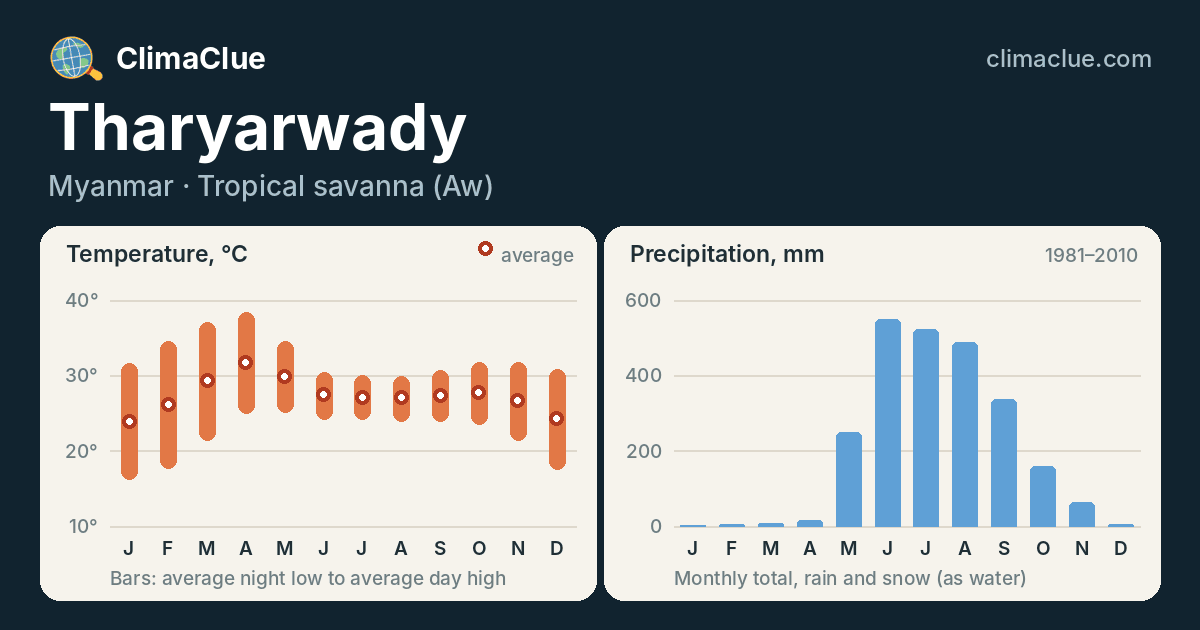 ClimaClue
climaclue.com
Tharyarwady
Myanmar · Tropical savanna (Aw)
Temperature, °C
average
40°
30°
20°
10°
J F M A M J J A S O N D
Bars: average night low to average day high
Precipitation, mm
1981–2010
600
400
200
0
J F M A M J J A S O N D
Monthly total, rain and snow (as water)